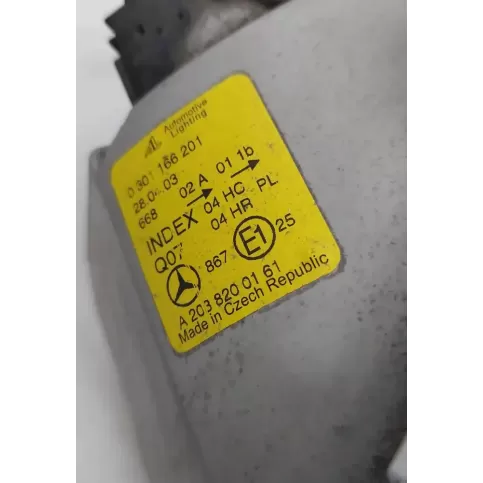 Automotive
Lighting
0 301 166 201
28.04.03
668 02 A 01 1b
INDEX 04 HC PL
Q07 04 HR
867 E1 25
A 203 820 01 61
Made in Czech Republic